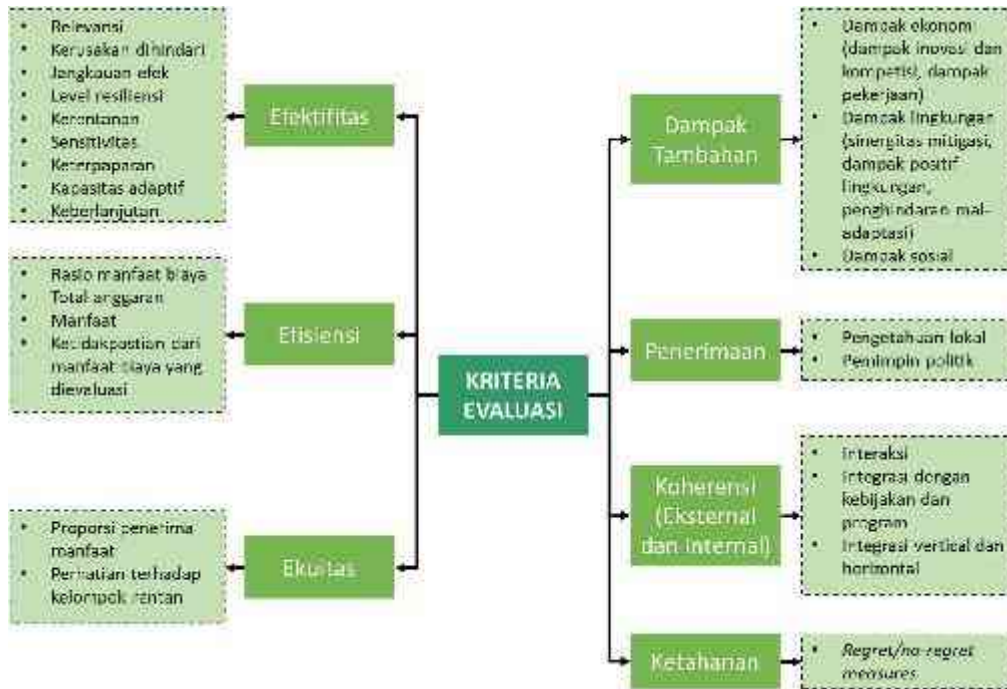 • Relevansi
• Kerusakan dihindari
• Jangkauan efek
• Level resiliensi
• Kerentanan
• Sensitivitas
• Keterpaparan
• Kapasitas adaptif
• Keberlanjutan
Efektifitas
• Rasio manfaat biaya
• Total anggaran
• Manfaat
• Ketidakpastian dari
manfaat biaya yang
dievaluasi
Efisiensi
• Proporsi penerima
manfaat
• Perhatian terhadap
kelompok rentan
Ekuitas
KRITERIA
EVALUASI
Dampak
Tambahan
• Dampak ekonom
(dampak inovasi dan
kompetisi, dampak
pekerjaan)
• Dampak lingkungan
(sinergitas mitigasi,
dampak positif
lingkungan,
penghindaran mal-
adaptasi)
• Dampak sosial
Penerimaan
• Pengetahuan lokal
• Pemimpin politik
Koherensi
(Eksternal
dan Internal)
• Interaksi
• Integrasi dengan
kebijakan dan
program
• Integrasi vertical dan
horizontal
Ketahanan
• Regret/no-regret
measures